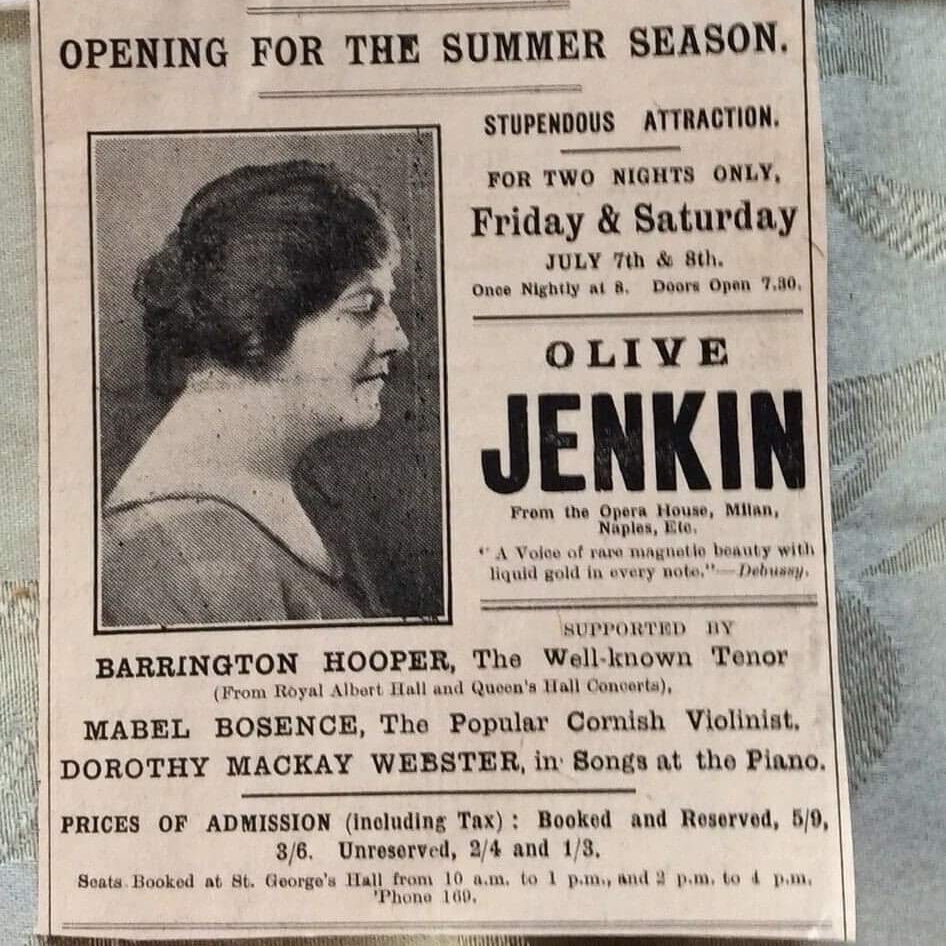 OPENING FOR THE SUMMER SEASON.
STUPENDOUS ATTRACTION.
FOR TWO NIGHTS ONLY,
Friday & Saturday
JULY 7th & 8th.
Once Nightly at 8. Doors Open 7.30.
OLIVE
JENKIN
From the Opera House, Milan,
Naples, Etc.
" A Voice of rare magnetic beauty with
liquid gold in every note."—Debussy.
SUPPORTED BY
BARRINGTON HOOPER, The Well-known Tenor
(From Royal Albert Hall and Queen's Hall Concerts),
MABEL BOSENCE, The Popular Cornish Violinist.
DOROTHY MACKAY WEBSTER, in Songs at the Piano.
PRICES OF ADMISSION (including Tax) : Booked and Reserved, 5/9,
3/6. Unreserved, 2/4 and 1/3.
Seats Booked at St. George's Hall from 10 a.m. to 1 p.m., and 2 p.m. to 4 p.m.
'Phone 169.